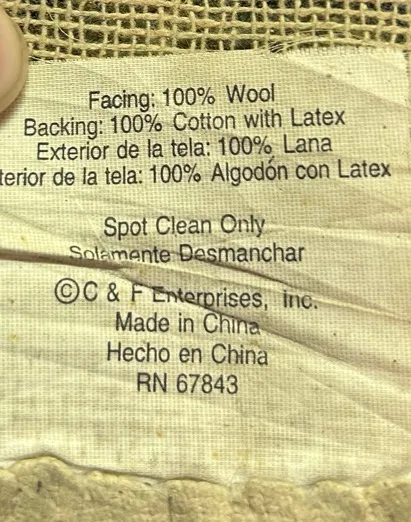 Facing: 100% Wool
Backing: 100% Cotton with Latex
Exterior de la tela: 100% Lana
terior de la tela: 100% Algodón con Latex
Spot Clean Only
Solamente Desmanchar
©C & F Enterprises, Inc.
Made in China
Hecho en China
RN 67843